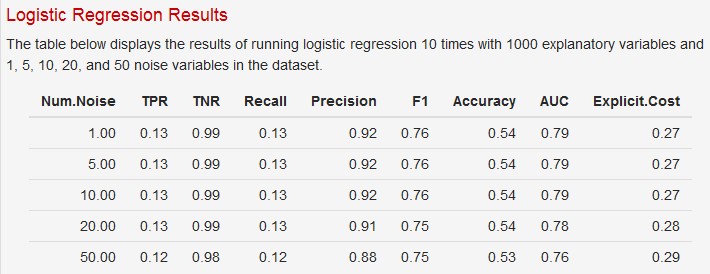 Logistic Regression Results
The table below displays the results of running logistic regression 10 times with 1000 explanatory variables and
1, 5, 10, 20, and 50 noise variables in the dataset.
Num.Noise TPR TNR Recall Precision F1 Accuracy AUC Explicit.Cost
1.00 0.13 0.99 0.13 0.92 0.76 0.54 0.79 0.27
5.00 0.13 0.99 0.13 0.92 0.76 0.54 0.79 0.27
10.00 0.13 0.99 0.13 0.92 0.76 0.54 0.79 0.27
20.00 0.13 0.99 0.13 0.91 0.75 0.54 0.78 0.28
50.00 0.12 0.98 0.12 0.88 0.75 0.53 0.76 0.29